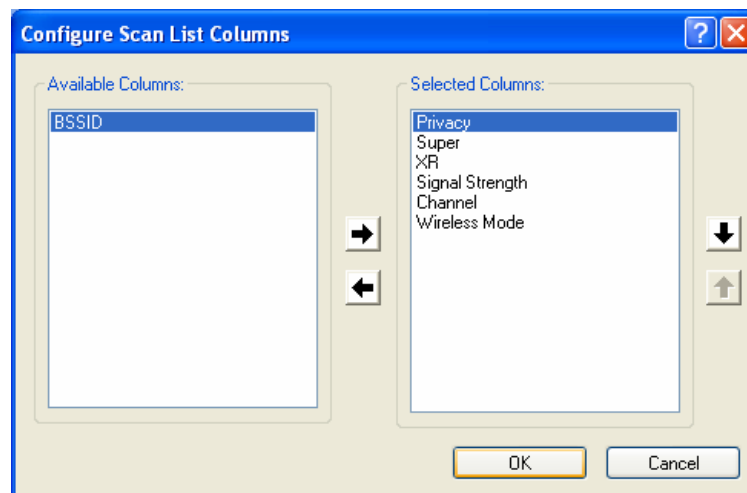 Configure Scan List Columns
Available Columns:
BSSID
Selected Columns:
Privacy
Super
XR
Signal Strength
Channel
Wireless Mode
OK
Cancel